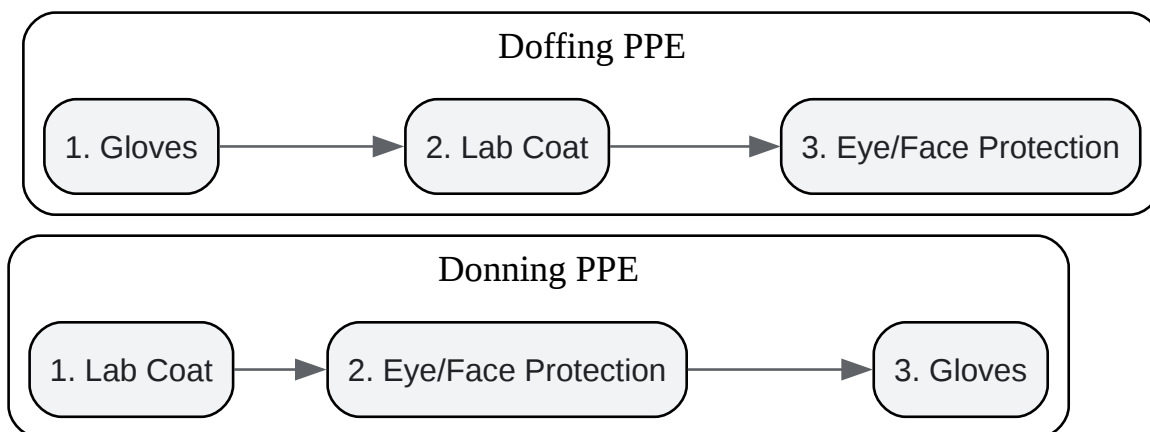 Doffing PPE
1. Gloves
2. Lab Coat
3. Eye/Face Protection
Donning PPE
1. Lab Coat
2. Eye/Face Protection
3. Gloves